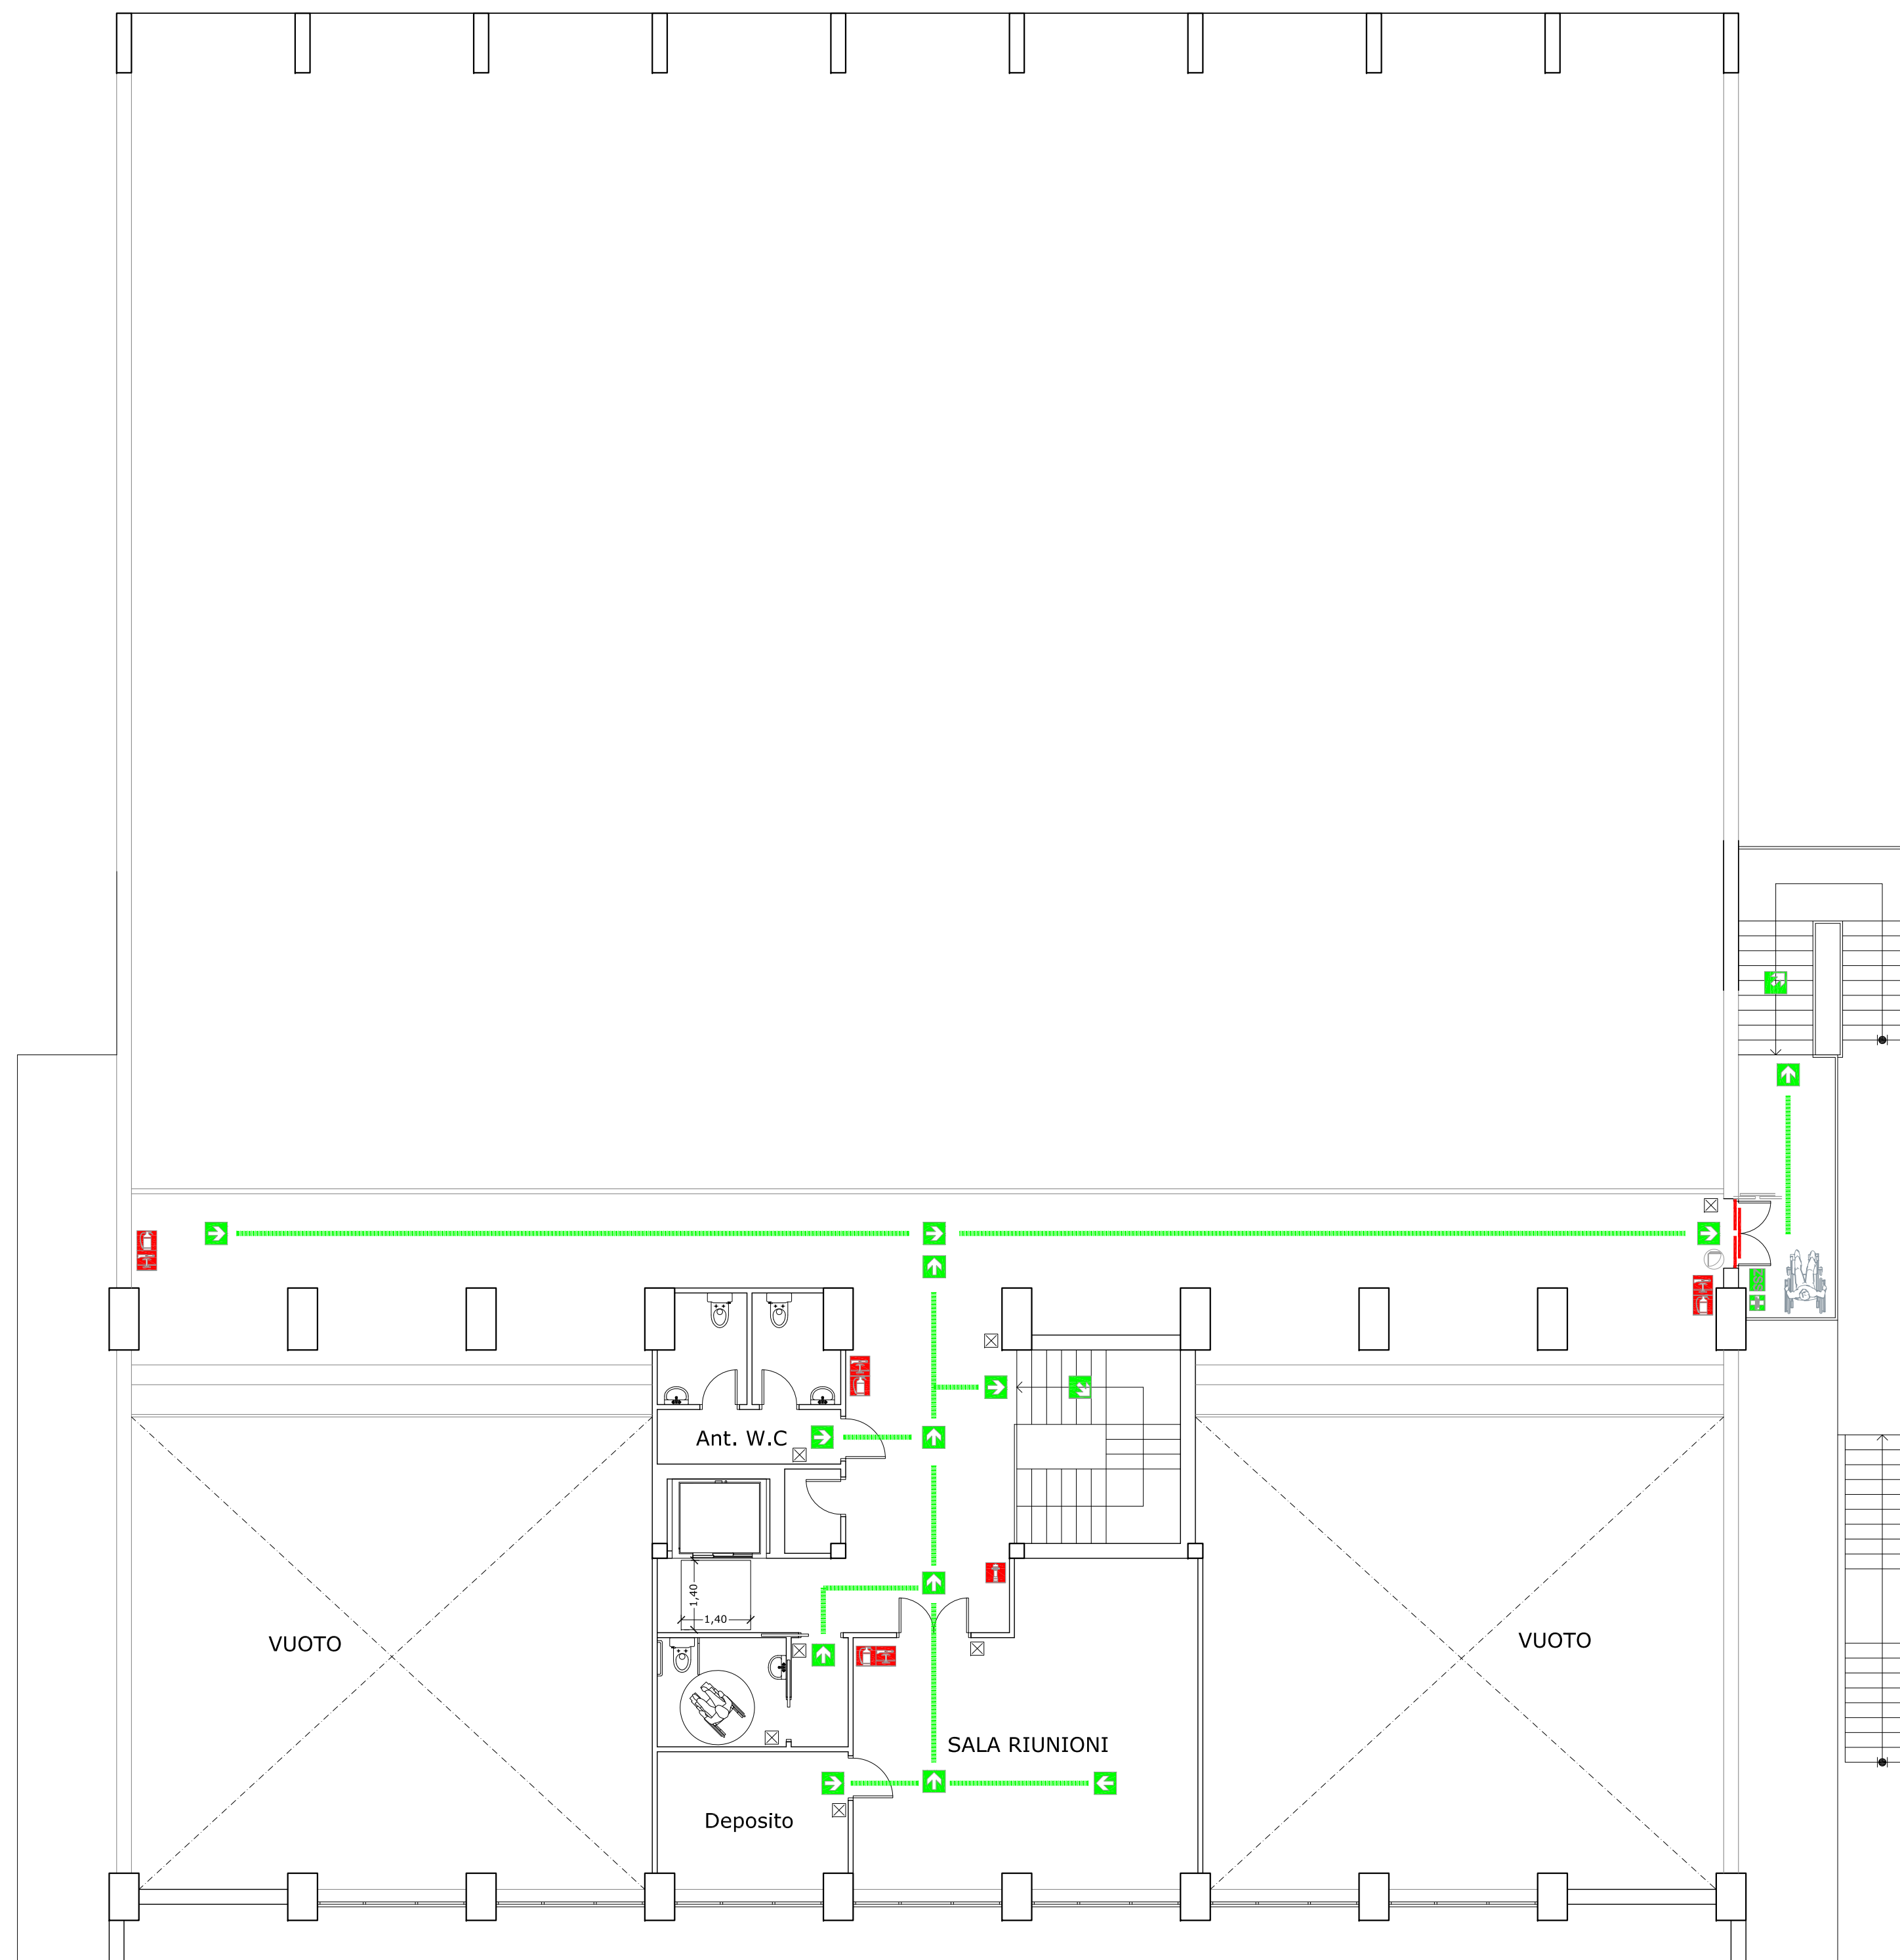 Ant. W.C
1,40
1,40
VUOTO
VUOTO
SALA RIUNIONI
Deposito